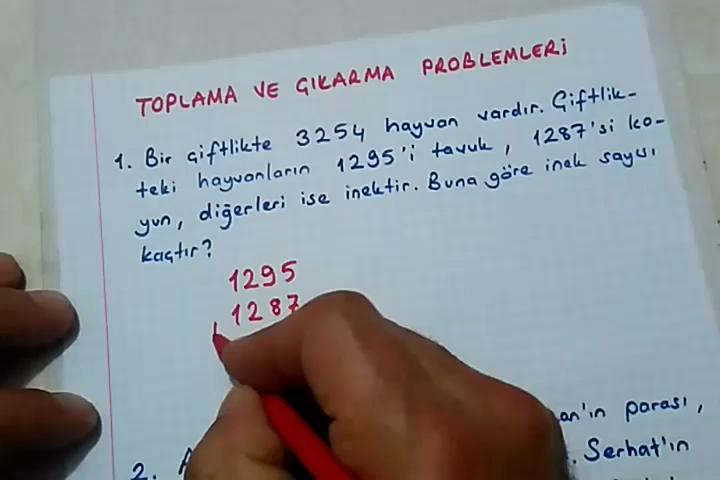 TOPLAMA VE ÇIKARMA PROBLEMLERİ
1. Bir çiftlikte 3254 hayvan vardır. Çiftlik-
teki hayvanların 1295'i tavuk, 1287'si ko-
yun, diğerleri ise inektir. Buna göre inek sayısı
kaçtır?
1295
1287
an'ın parası,
2. A
. Serhat'ın